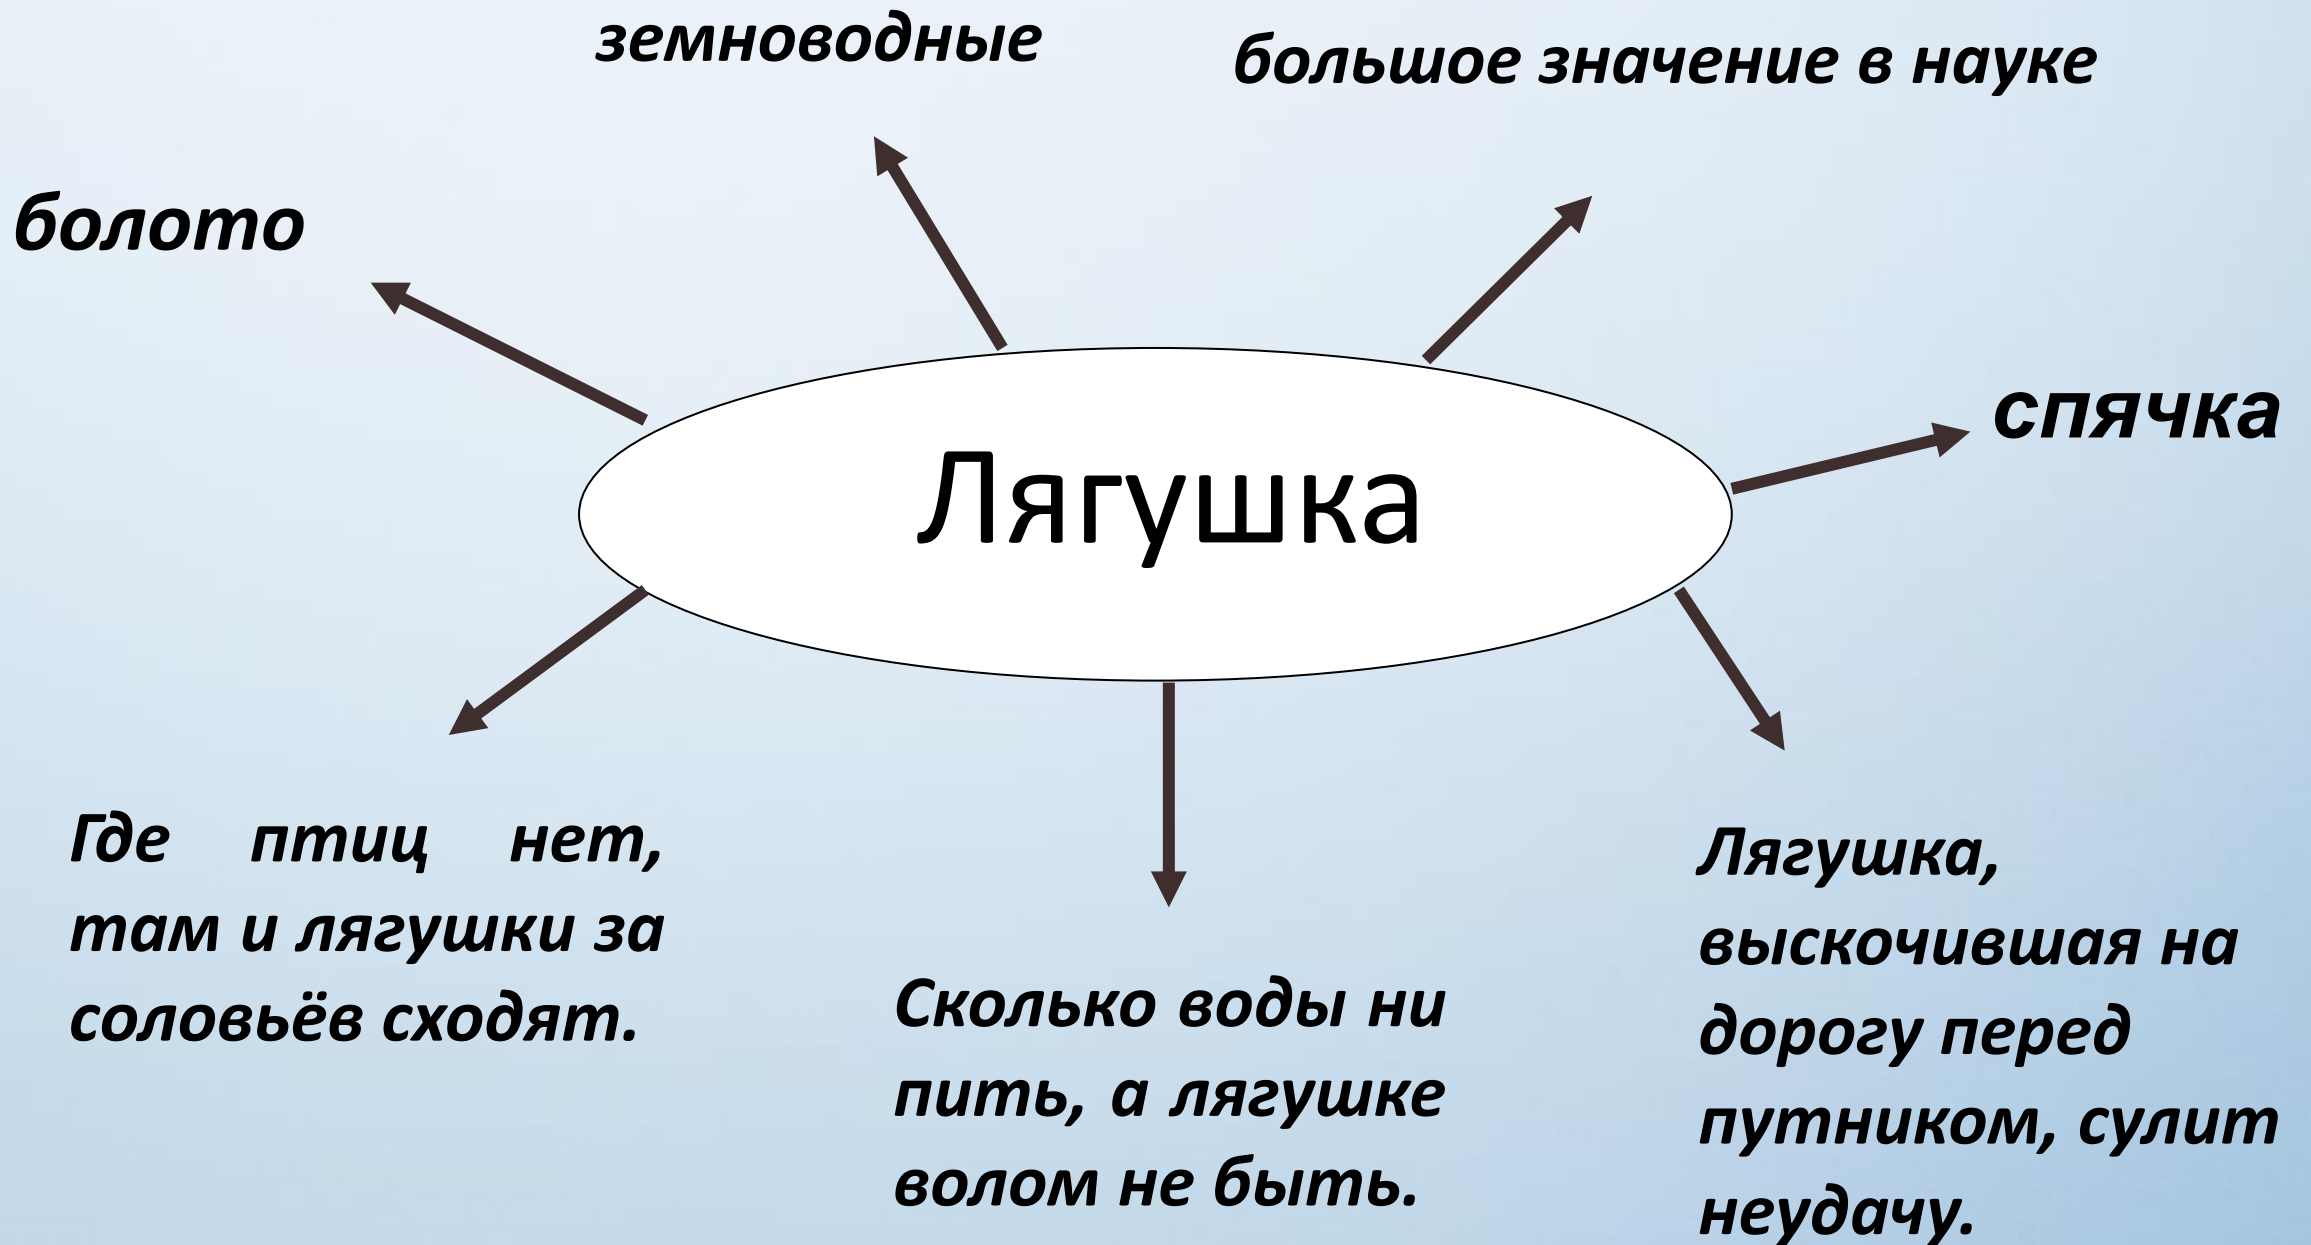 земноводные
большое значение в науке
болото
спячка
Лягушка
Где птиц нет,
там и лягушки за
соловьёв сходят.
Сколько воды ни
пить, а лягушке
волом не быть.
Лягушка,
выскочившая на
дорогу перед
путником, сулит
неудачу.